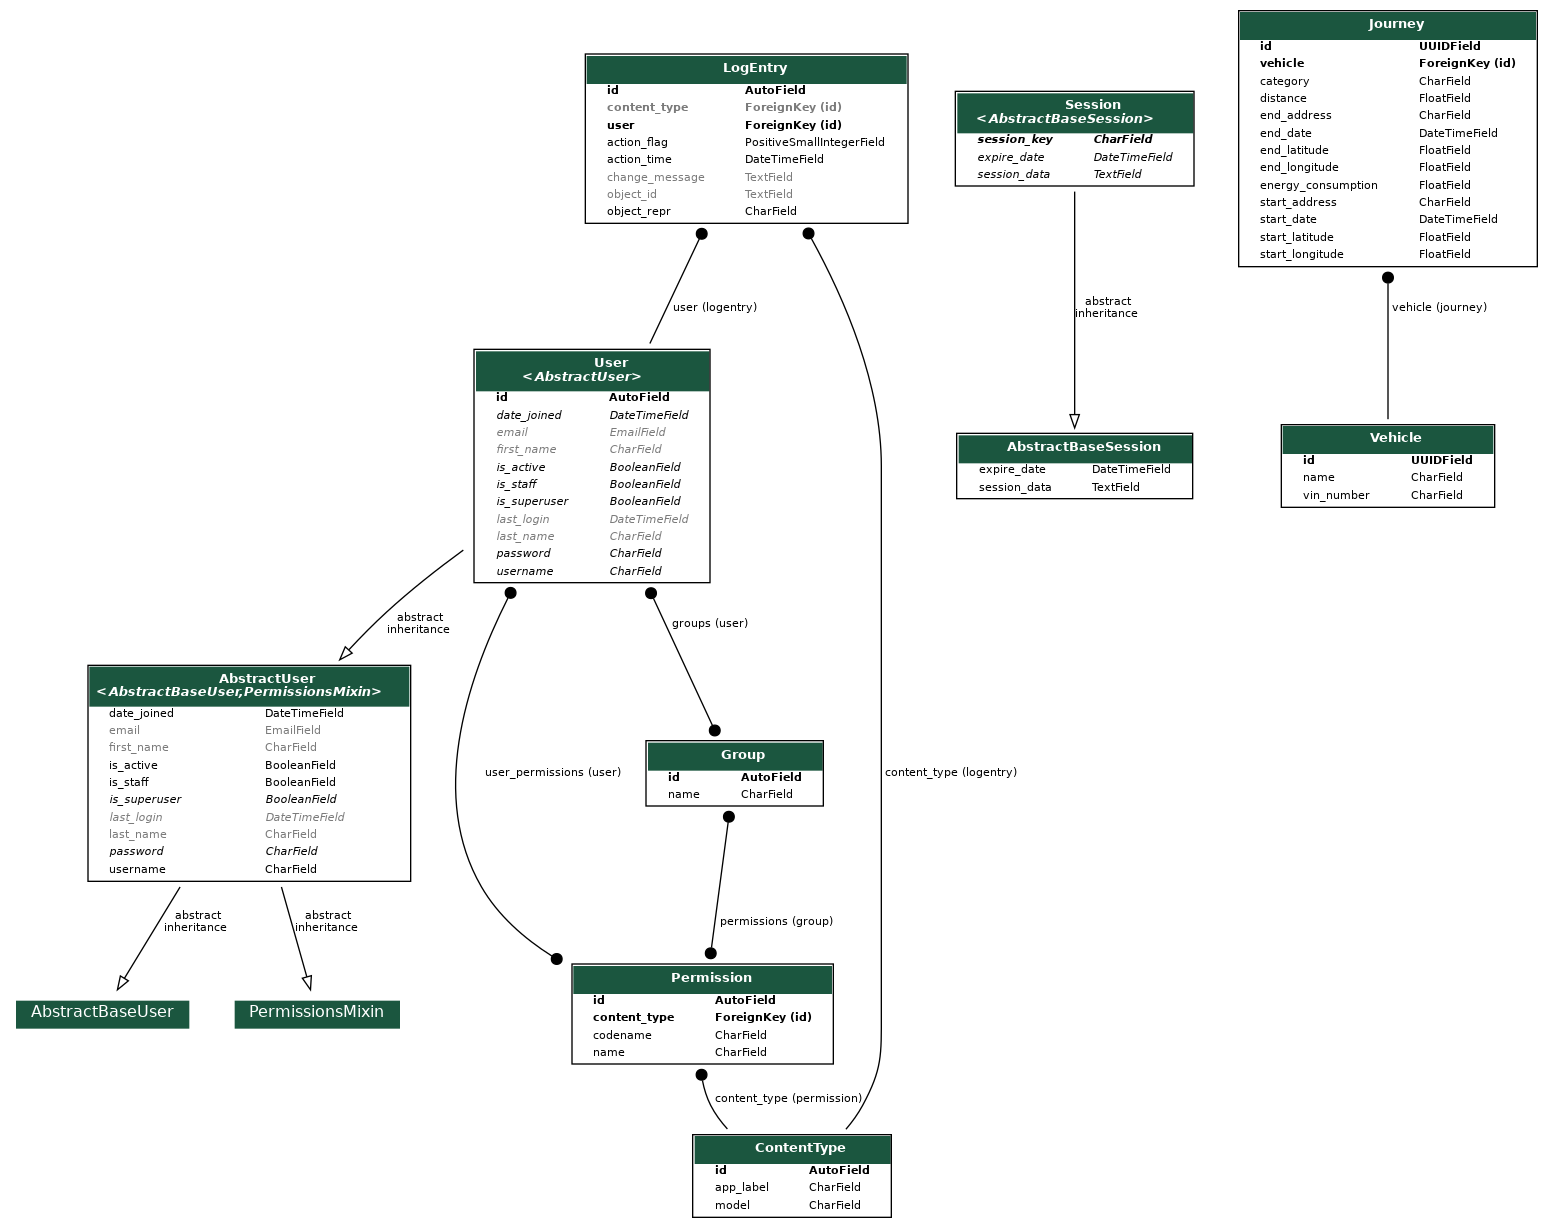 Journey
id UUIDField
vehicle ForeignKey (id)
category CharField
distance FloatField
end_address CharField
end_date DateTimeField
end_latitude FloatField
end_longitude FloatField
energy_consumption FloatField
start_address CharField
start_date DateTimeField
start_latitude FloatField
start_longitude FloatField
LogEntry
id AutoField
content_type ForeignKey (id)
user ForeignKey (id)
action_flag PositiveSmallIntegerField
action_time DateTimeField
change_message TextField
object_id TextField
object_repr CharField
Session
<AbstractBaseSession>
session_key CharField
expire_date DateTimeField
session_data TextField
user (logentry)
abstract
inheritance
vehicle (journey)
User
<AbstractUser>
id AutoField
date_joined DateTimeField
email EmailField
first_name CharField
is_active BooleanField
is_staff BooleanField
is_superuser BooleanField
last_login DateTimeField
last_name CharField
password CharField
username CharField
AbstractBaseSession
expire_date DateTimeField
session_data TextField
Vehicle
id UUIDField
name CharField
vin_number CharField
abstract
inheritance
groups (user)
AbstractUser
<AbstractBaseUser,PermissionsMixin>
date_joined DateTimeField
email EmailField
first_name CharField
is_active BooleanField
is_staff BooleanField
is_superuser BooleanField
last_login DateTimeField
last_name CharField
password CharField
username CharField
user_permissions (user)
Group
id AutoField
name CharField
content_type (logentry)
abstract
inheritance
abstract
inheritance
permissions (group)
AbstractBaseUser
PermissionsMixin
Permission
id AutoField
content_type ForeignKey (id)
codename CharField
name CharField
content_type (permission)
ContentType
id AutoField
app_label CharField
model CharField